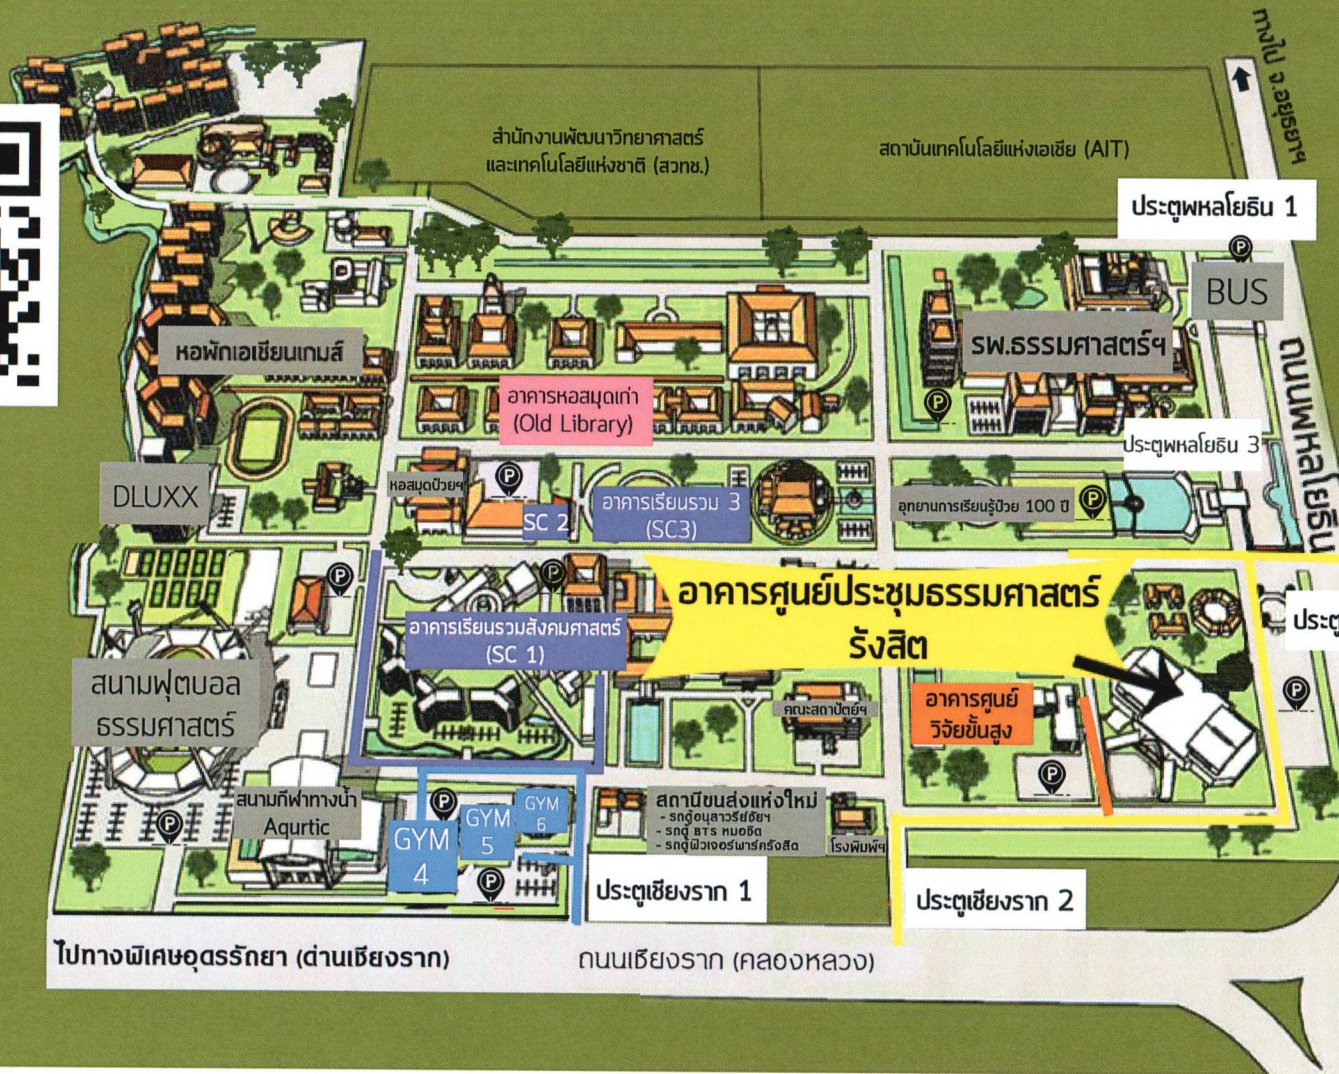 ทางไป จ.อยุธยาฯ
สำนักงานพัฒนาวิทยาศาสตร์
และเทคโนโลยีแห่งชาติ (สวทช.)
สถาบันเทคโนโลยีแห่งเอเชีย (AIT)
ประตูพหลโยธิน 1
P
BUS
หอพักเอเชียนเกมส์
รพ.ธรรมศาสตร์ฯ
ถนนพหลโยธิน
อาคารหอสมุดเก่า
(Old Library)
P
ประตูพหลโยธิน 3
DLUXX
หอสมุดป๋วยฯ
P
SC 2
อาคารเรียนรวม 3
(SC3)
อุทยานการเรียนรู้ป๋วย 100 ปี
P
P
P
อาคารศูนย์ประชุมธรรมศาสตร์
รังสิต
อาคารเรียนรวมสังคมศาสตร์
(SC 1)
ประตู
สนามฟุตบอล
ธรรมศาสตร์
คณะสถาปัตย์ฯ
อาคารศูนย์
วิจัยขั้นสูง
P
P
สนามกีฬาทางน้ำ
Aqurtic
P
P
GYM
4
GYM
5
GYM
6
P
สถานีขนส่งแห่งใหม่
- รถตู้อนุสาวรีย์ชัยฯ
- รถตู้ BTS หมอชิต
- รถตู้ฟิวเจอร์พาร์ครังสิต
โรงพิมพ์ฯ
ประตูเชียงราก 1
ประตูเชียงราก 2
ไปทางพิเศษอุดรรัถยา (ด่านเชียงราก)
ถนนเชียงราก (คลองหลวง)